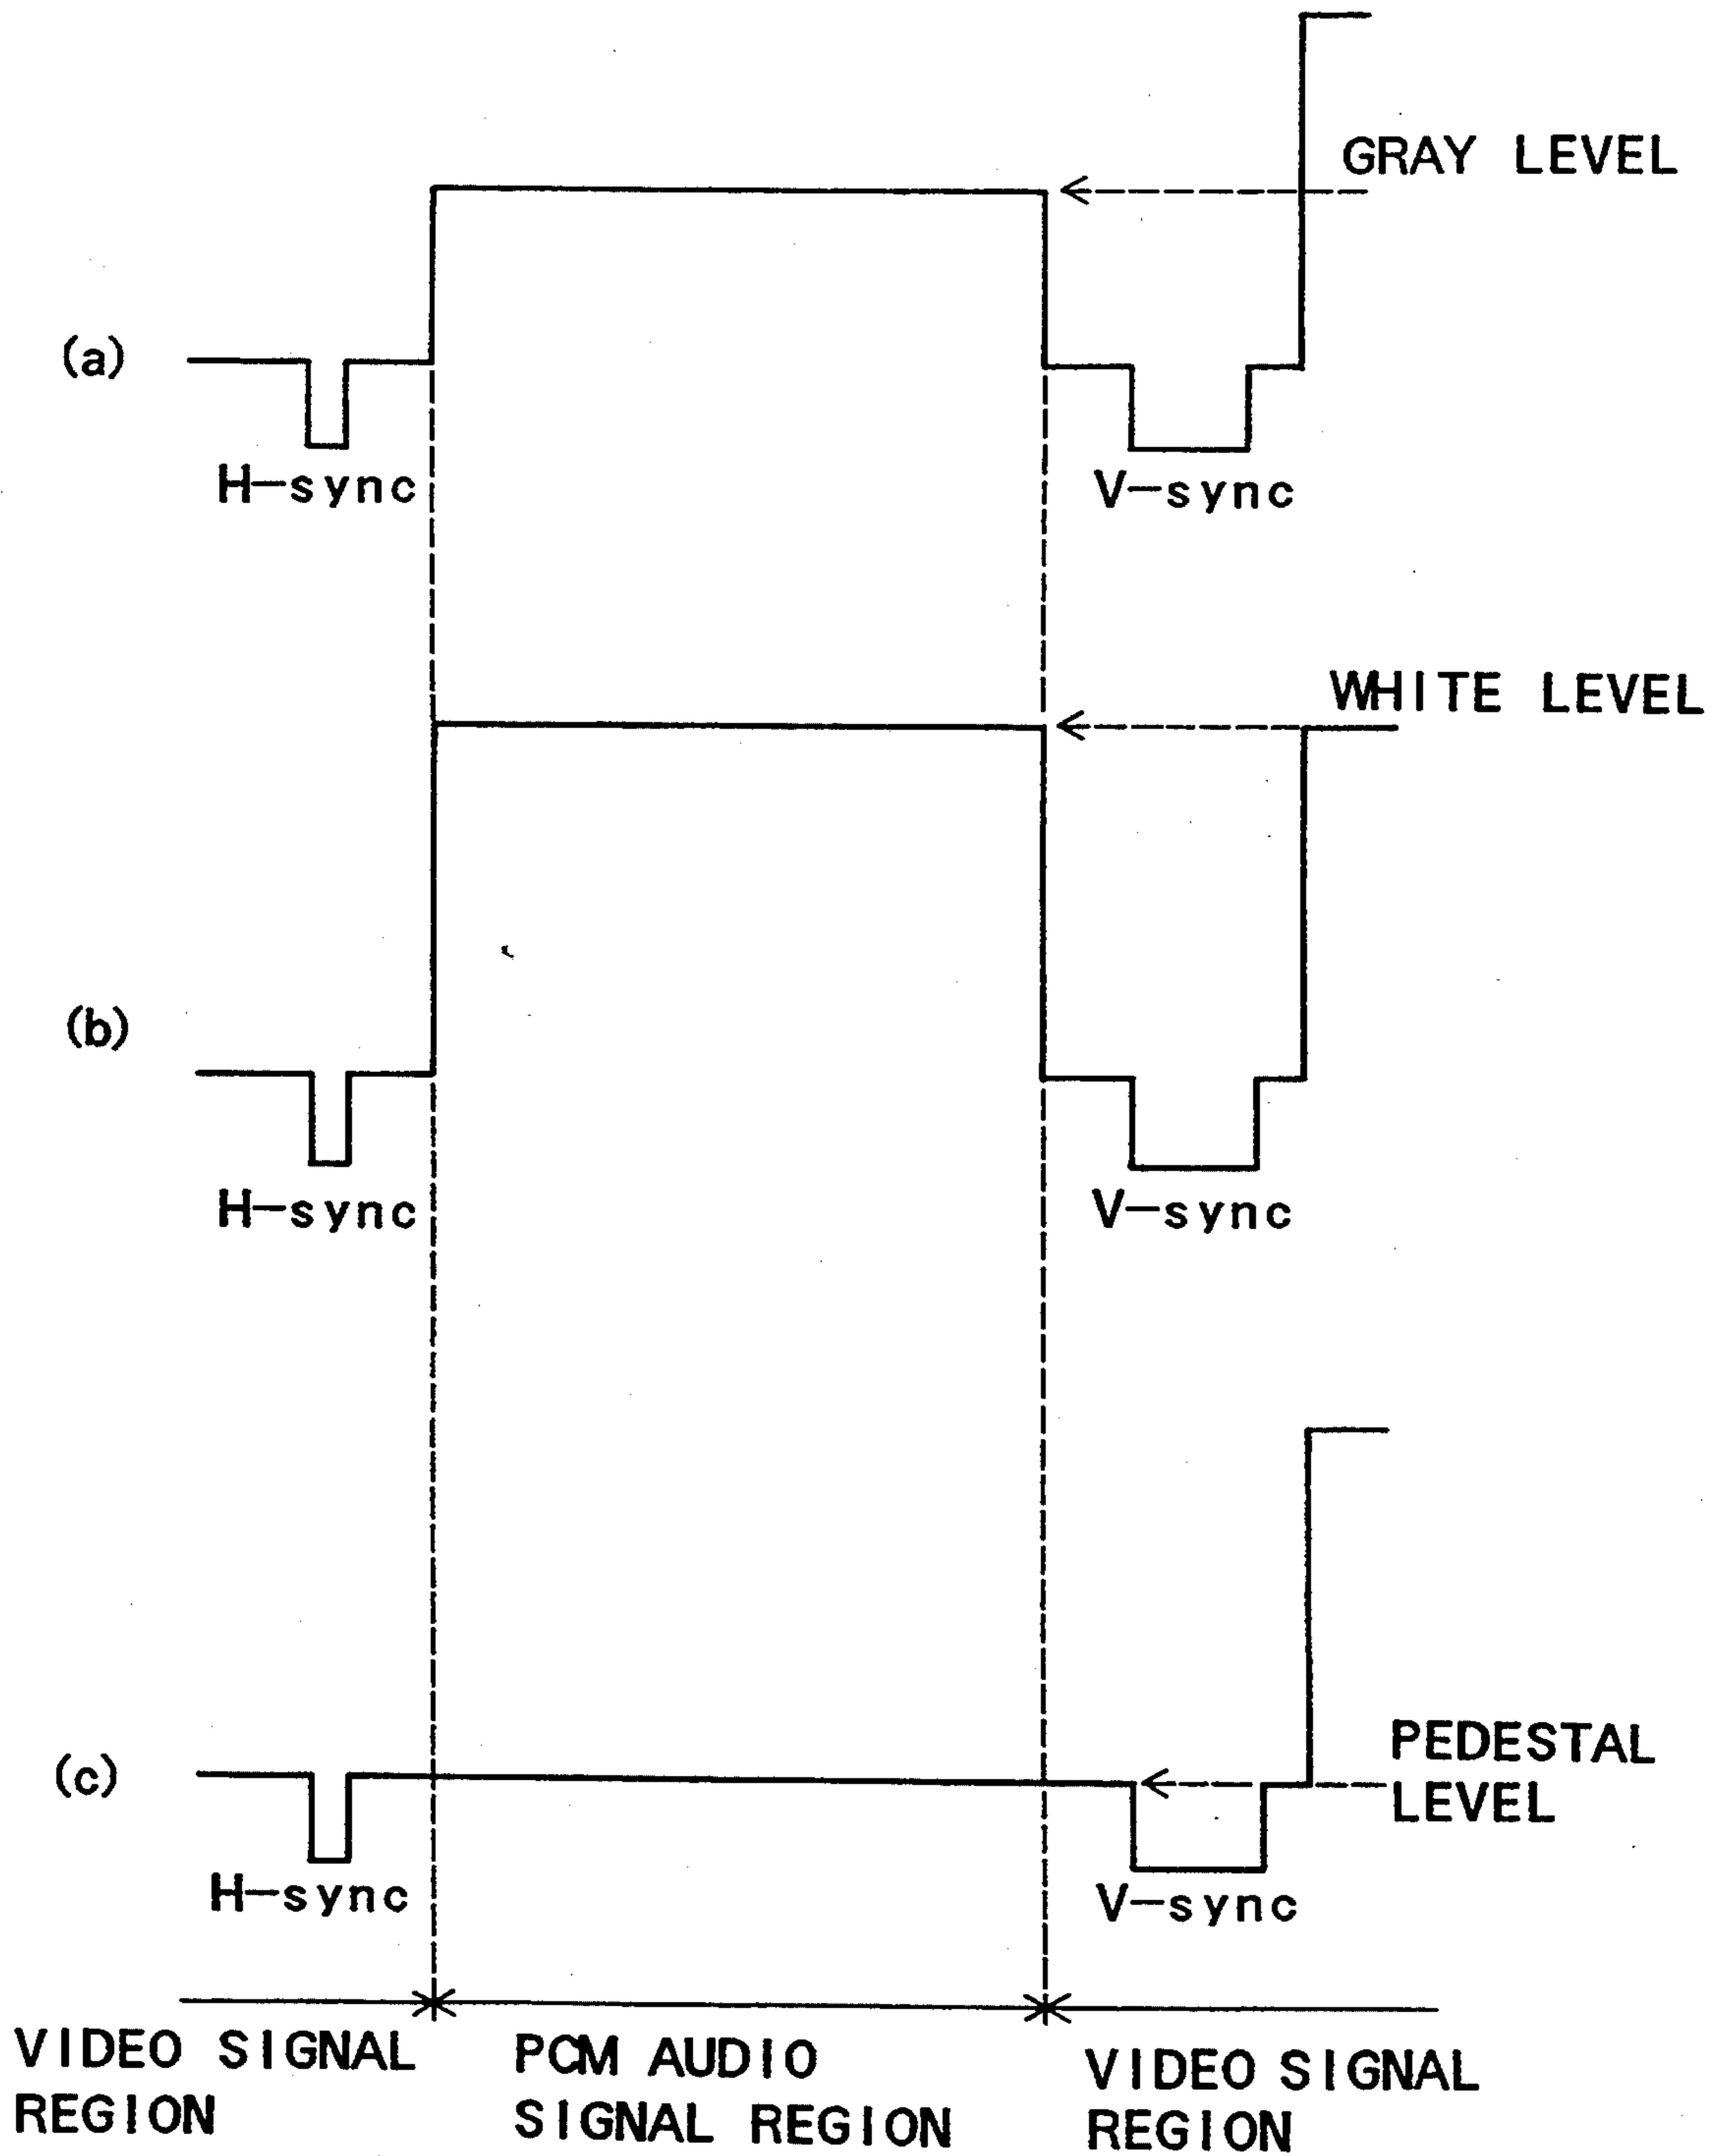 GRAY LEVEL
(a)
H-sync
V-sync
WHITE LEVEL
(b)
H-sync
V-sync
PEDESTAL
LEVEL
(c)
H-sync
V-sync
VIDEO SIGNAL
REGION
PCM AUDIO
SIGNAL REGION
VIDEO SIGNAL
REGION